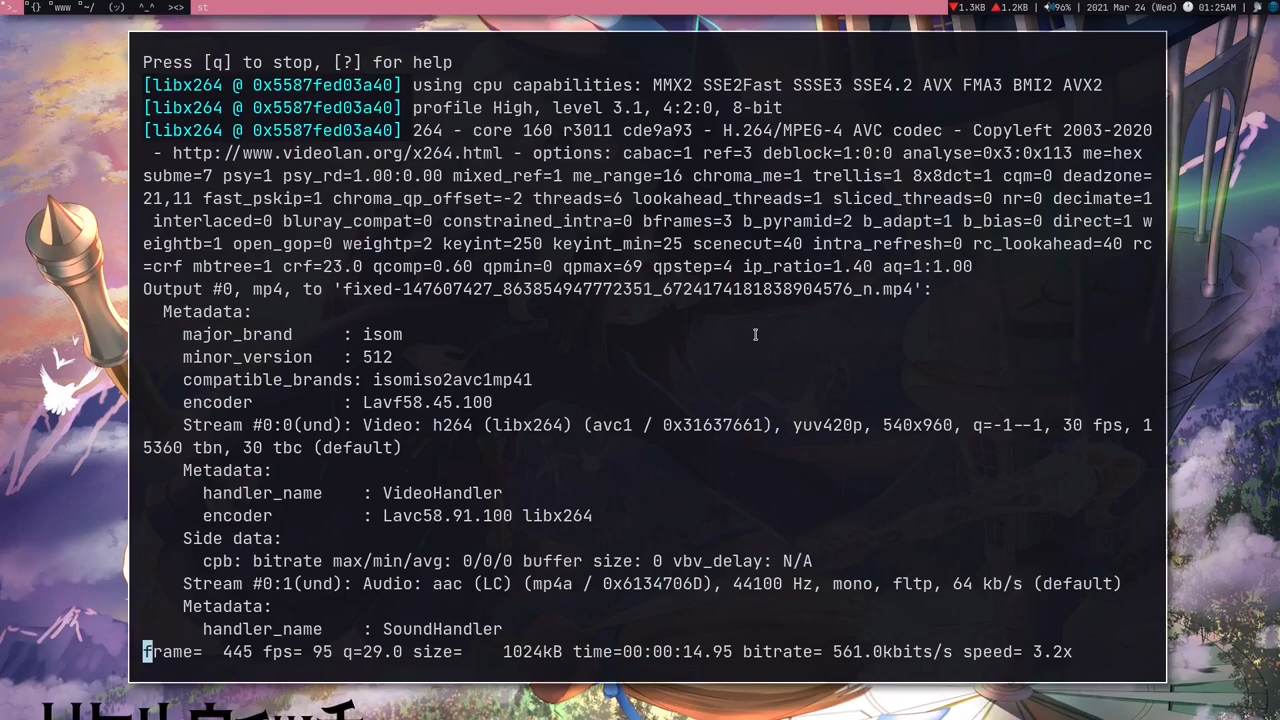 >_ {} "www ~/ (ッ) ^_^ ><> st 1.3KB 1.2KB | 96% | 2021 Mar 24 (Wed) 01:25AM |
Press [q] to stop, [?] for help
[libx264 @ 0x5587fed03a40] using cpu capabilities: MMX2 SSE2Fast SSSE3 SSE4.2 AVX FMA3 BMI2 AVX2
[libx264 @ 0x5587fed03a40] profile High, level 3.1, 4:2:0, 8-bit
[libx264 @ 0x5587fed03a40] 264 - core 160 r3011 cde9a93 - H.264/MPEG-4 AVC codec - Copyleft 2003-2020
- http://www.videolan.org/x264.html - options: cabac=1 ref=3 deblock=1:0:0 analyse=0x3:0x113 me=hex
subme=7 psy=1 psy_rd=1.00:0.00 mixed_ref=1 me_range=16 chroma_me=1 trellis=1 8x8dct=1 cqm=0 deadzone=
21,11 fast_pskip=1 chroma_qp_offset=-2 threads=6 lookahead_threads=1 sliced_threads=0 nr=0 decimate=1
interlaced=0 bluray_compat=0 constrained_intra=0 bframes=3 b_pyramid=2 b_adapt=1 b_bias=0 direct=1 w
eightb=1 open_gop=0 weightp=2 keyint=250 keyint_min=25 scenecut=40 intra_refresh=0 rc_lookahead=40 rc
=crf mbtree=1 crf=23.0 qcomp=0.60 qpmin=0 qpmax=69 qpstep=4 ip_ratio=1.40 aq=1:1.00
Output #0, mp4, to 'fixed-147607427_863854947772351_6724174181838904576_n.mp4':
Metadata:
major_brand : isom
minor_version : 512
compatible_brands: isomiso2avc1mp41
encoder : Lavf58.45.100
Stream #0:0(und): Video: h264 (libx264) (avc1 / 0x31637661), yuv420p, 540x960, q=-1--1, 30 fps, 1
5360 tbn, 30 tbc (default)
Metadata:
handler_name : VideoHandler
encoder : Lavc58.91.100 libx264
Side data:
cpb: bitrate max/min/avg: 0/0/0 buffer size: 0 vbv_delay: N/A
Stream #0:1(und): Audio: aac (LC) (mp4a / 0x6134706D), 44100 Hz, mono, fltp, 64 kb/s (default)
Metadata:
handler_name : SoundHandler
frame= 445 fps= 95 q=29.0 size= 1024kB time=00:00:14.95 bitrate= 561.0kbits/s speed= 3.2x